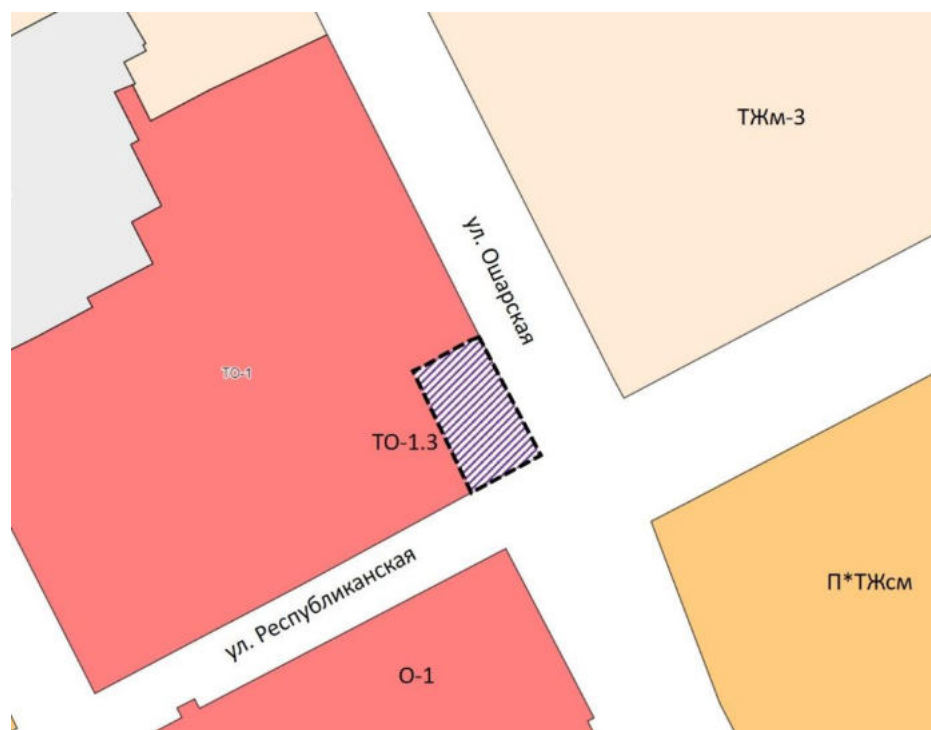 ТЖм-3
ул. Ошарская
ТО-1
ТО-1.3
ул. Республиканская
П*ТЖсм
О-1